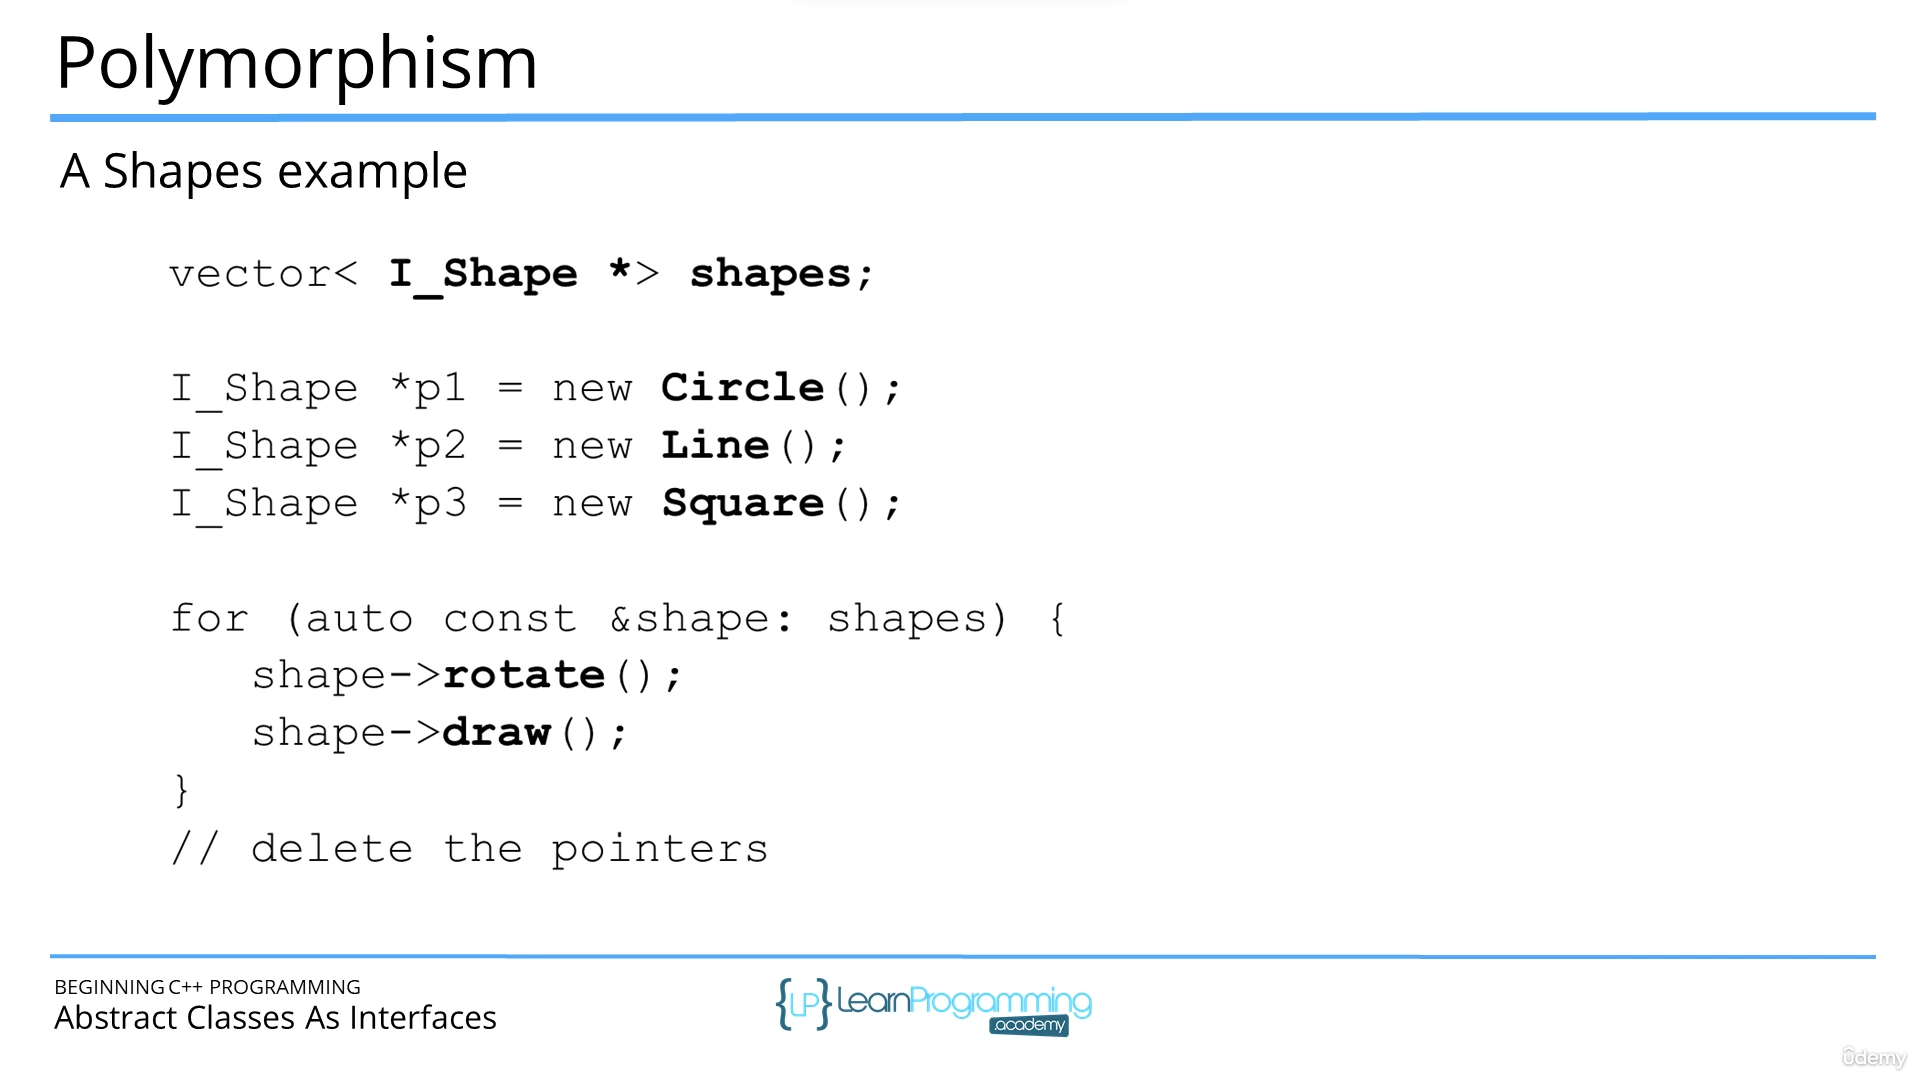 Polymorphism
A Shapes example
vector< I_Shape *> shapes;
I_Shape *p1 = new Circle();
I_Shape *p2 = new Line();
I_Shape *p3 = new Square();
for (auto const &shape: shapes) {
   shape->rotate();
   shape->draw();
}
// delete the pointers
BEGINNING C++ PROGRAMMING
Abstract Classes As Interfaces
{LP} LearnProgramming
academy
ûdemy